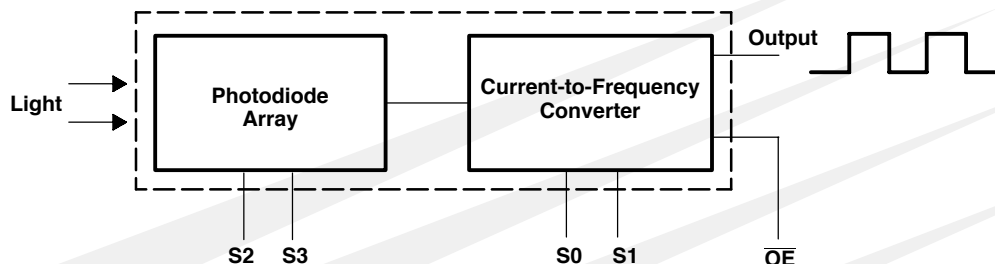 Output
Light
Photodiode
Array
Current-to-Frequency
Converter
S2 S3 S0 S1 OE